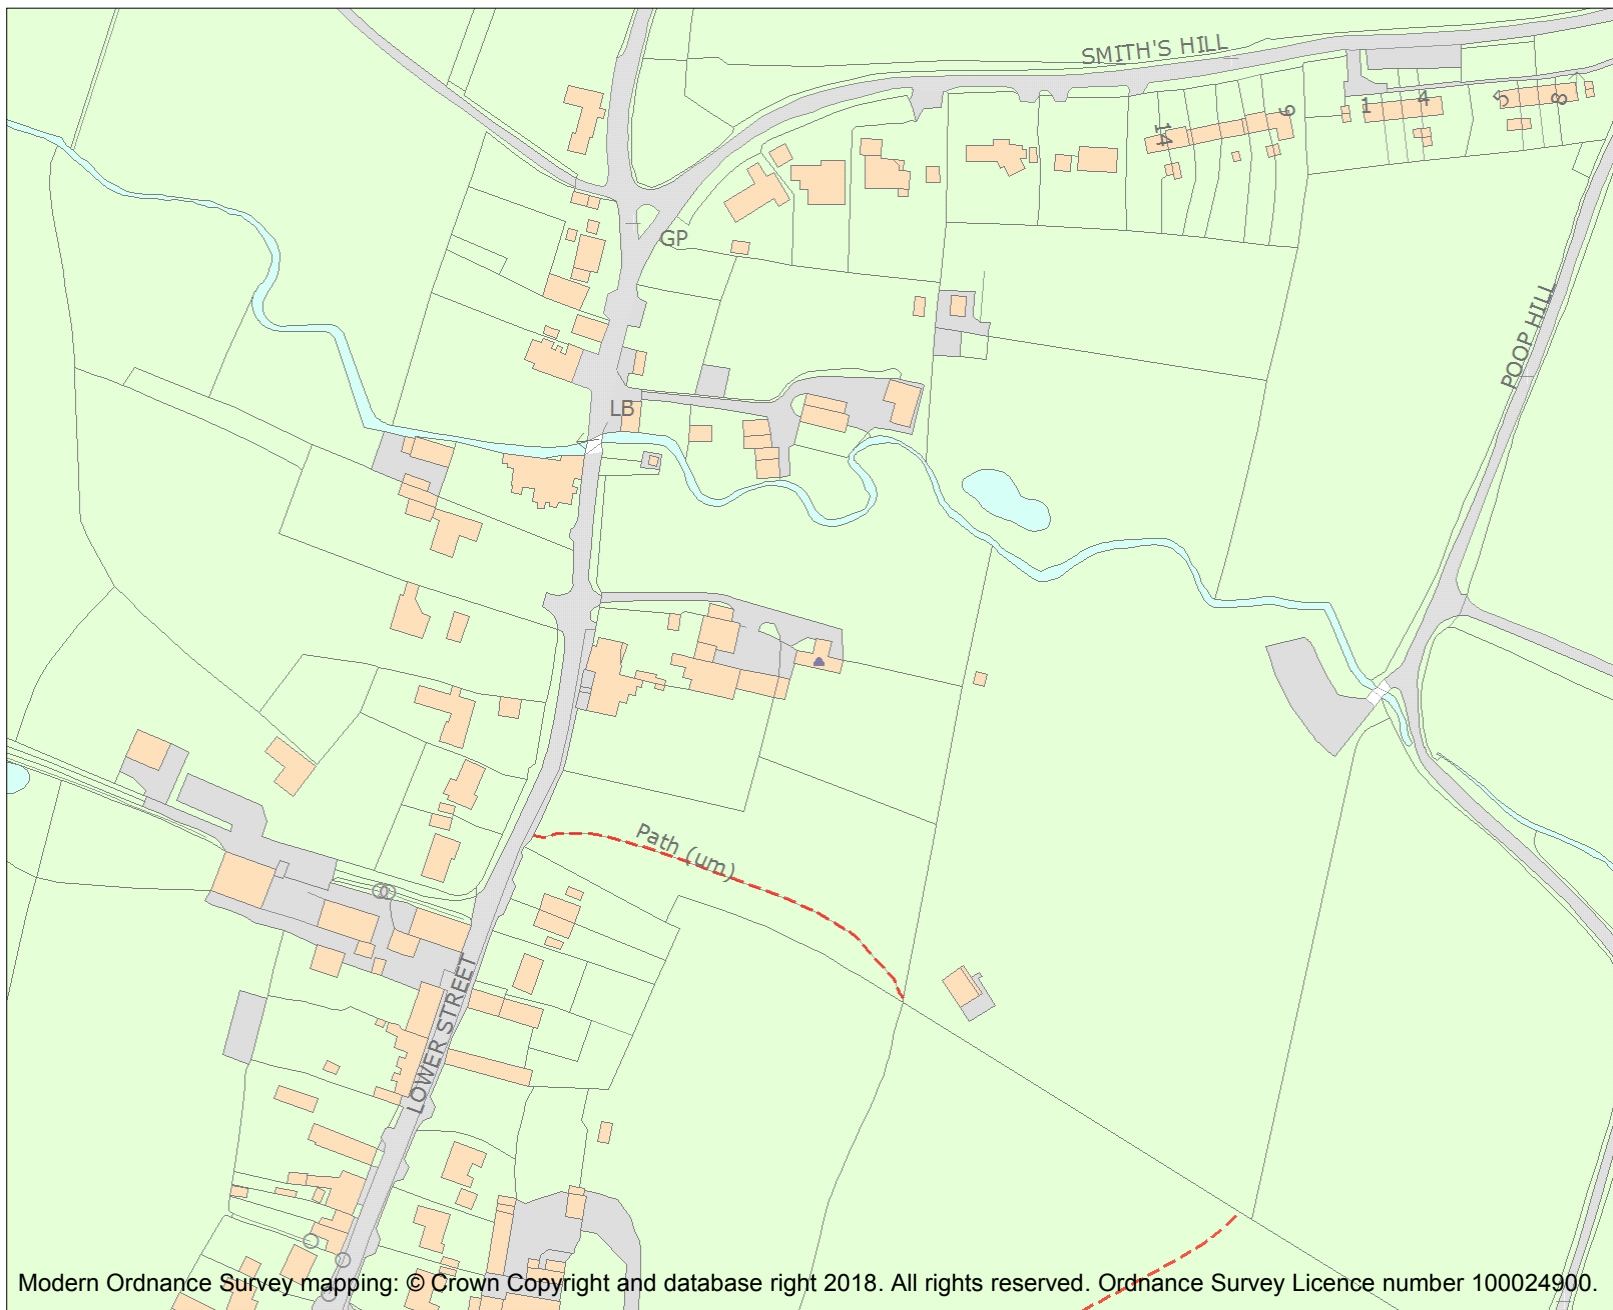 SMITH'S HILL
14
9
1
4
5
8
GP
POOP HILL
LB
Path (um)
LOWER STREET
Modern Ordnance Survey mapping: © Crown Copyright and database right 2018. All rights reserved. Ordnance Survey Licence number 100024900.